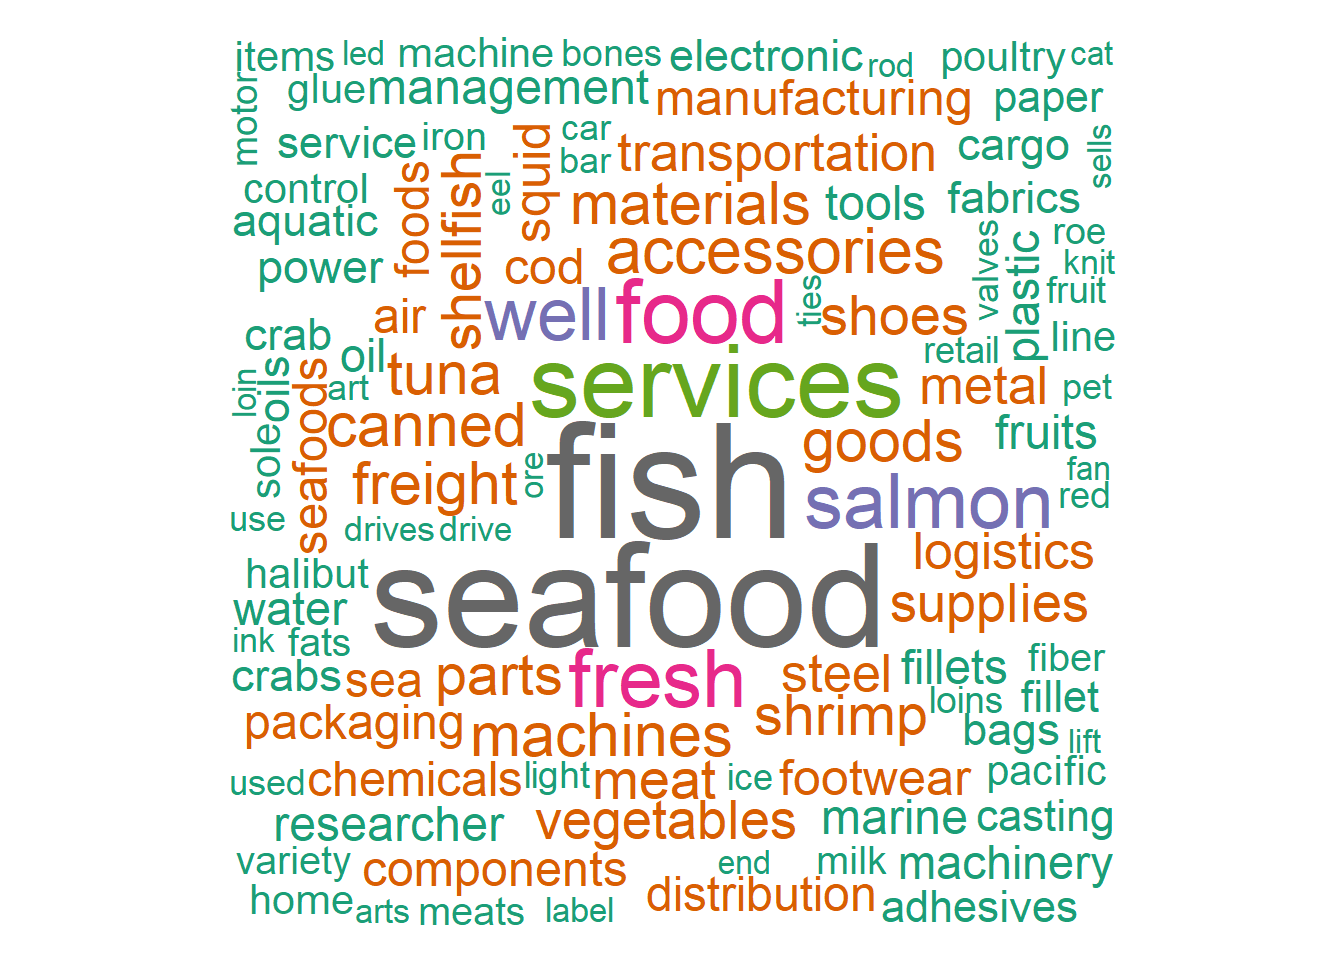 items led machine bones electronic rod poultry cat
motor glue management manufacturing paper
service iron squid car bar transportation cargo sells
control foods shellfish eel materials tools fabrics
aquatic cod accessories valves plastic roe
power knit
air well food ties shoes fruit
crab oil retail line
loin oils seafoods art tuna services metal pet
sole canned goods fruits
freight ore fish salmon fan red
use drives drive
halibut logistics
water seafood supplies
ink fats
crabs sea parts fresh steel fillets fiber
loins fillet
packaging machines shrimp bags lift
used chemicals light meat ice footwear pacific
researcher vegetables marine casting
variety components end milk machinery
home arts meats label distribution adhesives